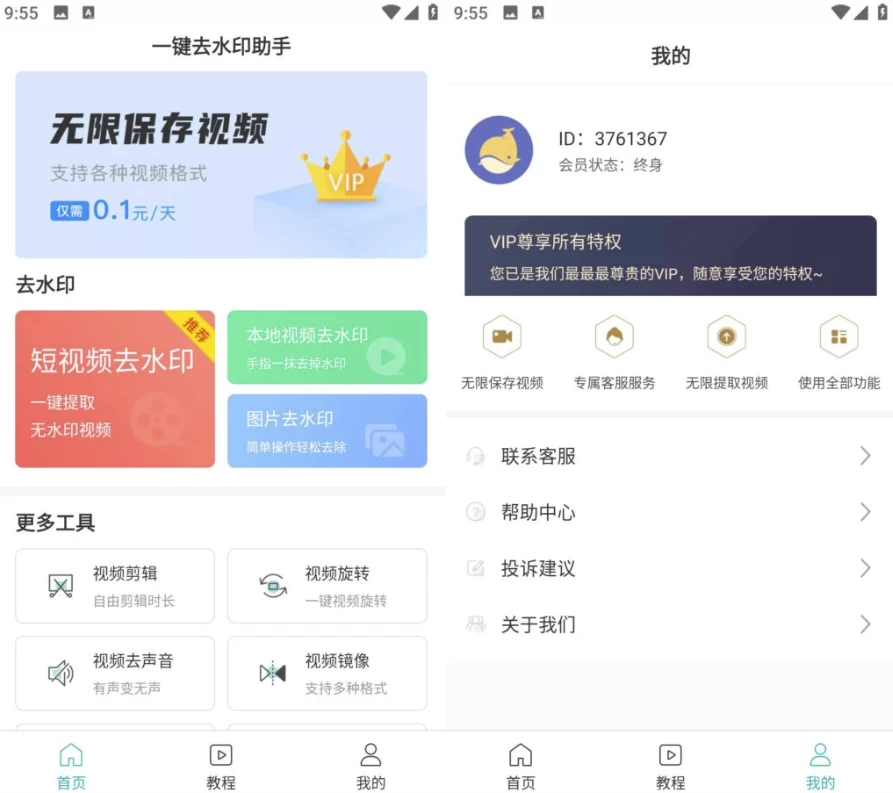 9:55
一键去水印助手
无限保存视频
支持各种视频格式
仅需 0.1元/天
VIP
去水印
推荐
短视频去水印
一键提取
无水印视频
本地视频去水印
手指一抹去掉水印
图片去水印
简单操作轻松去除
更多工具
视频剪辑
自由剪辑时长
视频旋转
一键视频旋转
视频去声音
有声变无声
视频镜像
支持多种格式
首页
教程
我的
9:55
我的
ID：3761367
会员状态：终身
VIP尊享所有特权
您已是我们最最最尊贵的VIP，随意享受您的特权~
无限保存视频
专属客服服务
无限提取视频
使用全部功能
联系客服
帮助中心
投诉建议
关于我们
首页
教程
我的